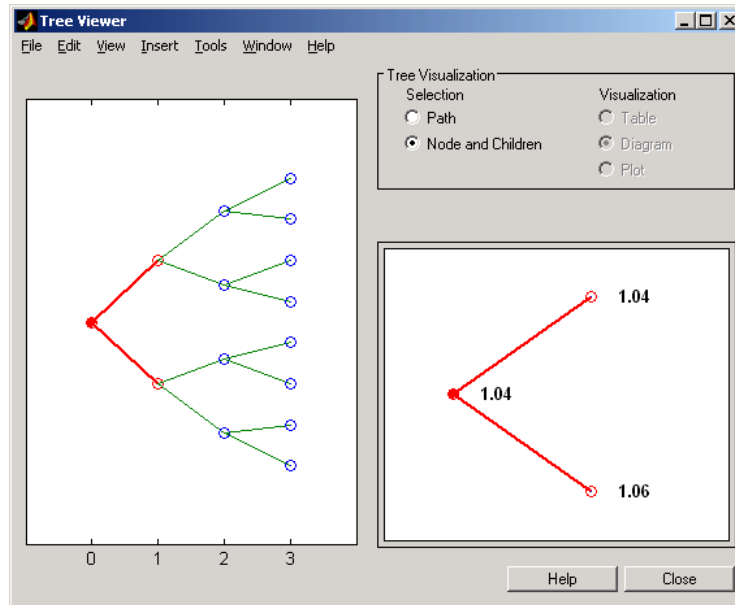 Tree Viewer
File Edit View Insert Tools Window Help
Tree Visualization
Selection Visualization
Path Table
Node and Children Diagram
Plot
1.04
1.04
1.06
0 1 2 3
Help Close